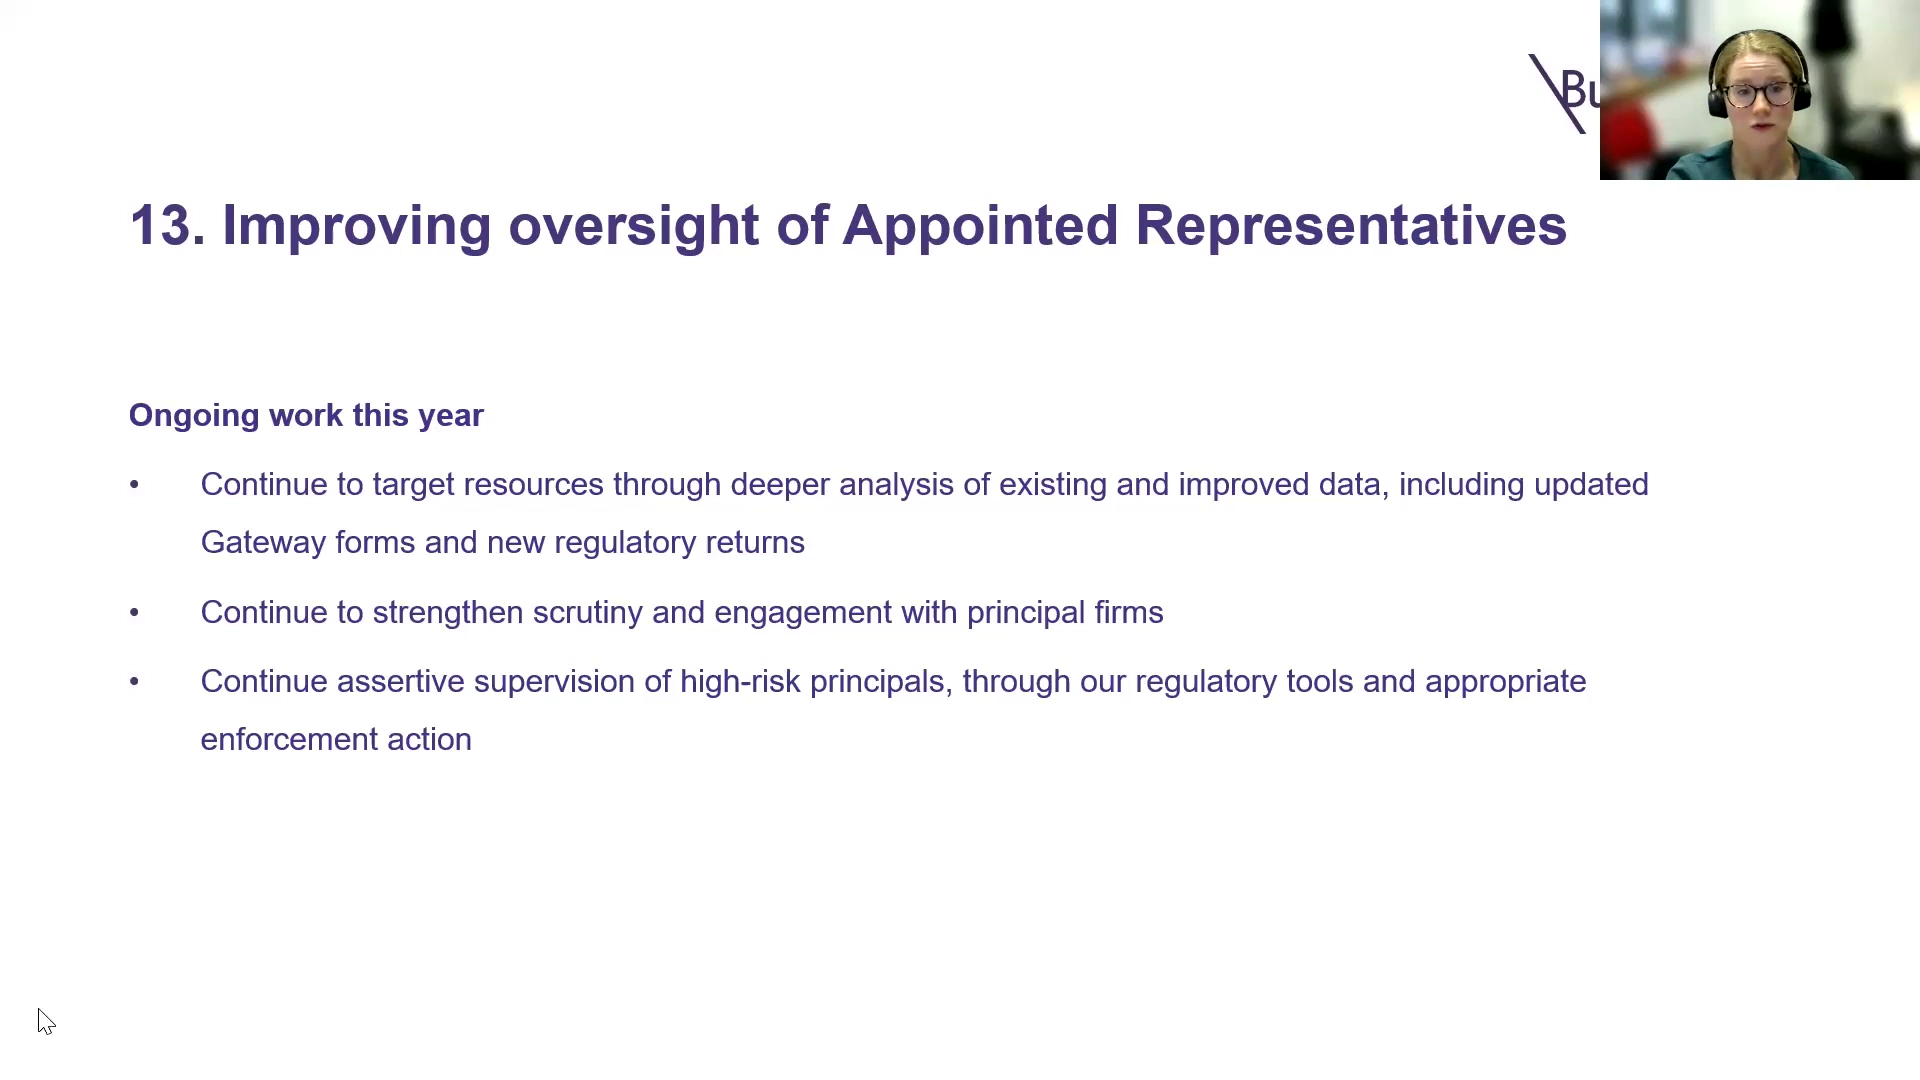 Bu
13. Improving oversight of Appointed Representatives
Ongoing work this year
• Continue to target resources through deeper analysis of existing and improved data, including updated
Gateway forms and new regulatory returns
• Continue to strengthen scrutiny and engagement with principal firms
• Continue assertive supervision of high-risk principals, through our regulatory tools and appropriate
enforcement action